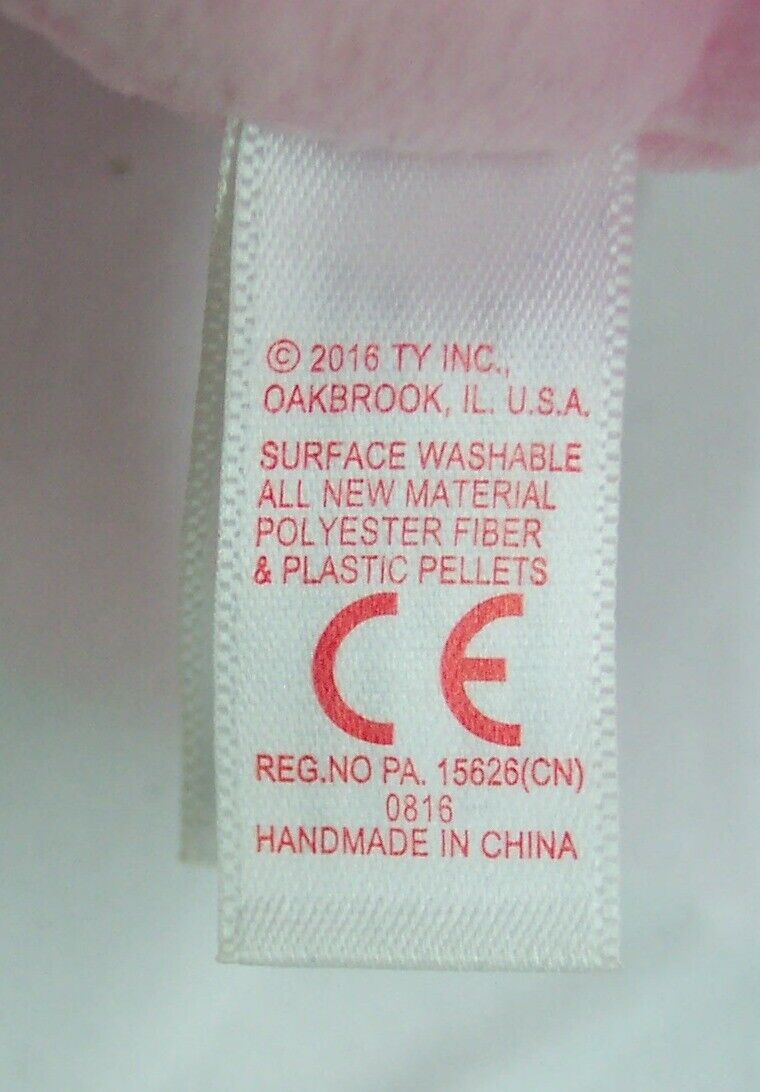 © 2016 TY INC.,
OAKBROOK, IL. U.S.A.
SURFACE WASHABLE
ALL NEW MATERIAL
POLYESTER FIBER
& PLASTIC PELLETS
CE
REG.NO PA. 15626(CN)
0816
HANDMADE IN CHINA